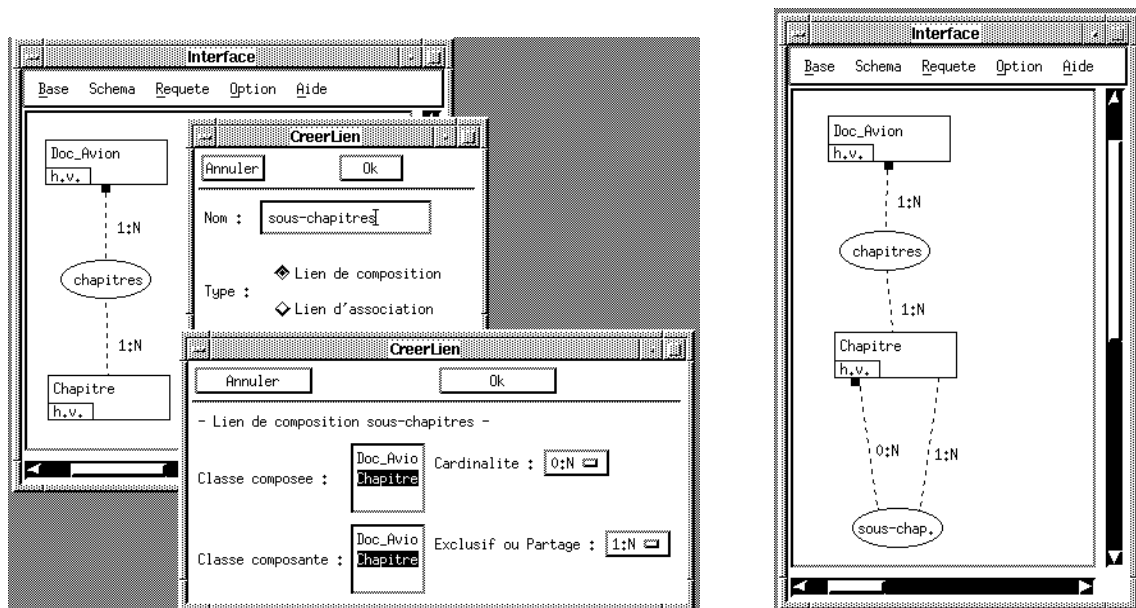 Interface
Base Schema Requete Option Aide
Doc_Avion
h.v.
1:N
chapitres
1:N
Chapitre
h.v.
CreerLien
Annuler Ok
Nom : sous-chapitres
Type :
Lien de composition
Lien d'association
CreerLien
Annuler Ok
- Lien de composition sous-chapitres -
Classe composee : Doc_Avio Cardinalite : 0:N
Chapitre
Classe composante : Doc_Avio Exclusif ou Partage : 1:N
Chapitre
Interface
Base Schema Requete Option Aide
Doc_Avion
h.v.
1:N
chapitres
1:N
Chapitre
h.v.
0:N 1:N
sous-chap.